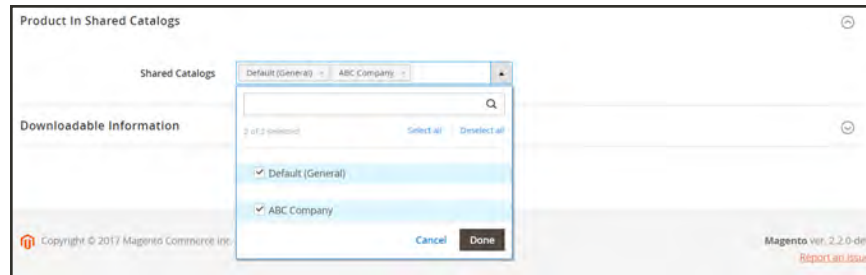 Product In Shared Catalogs
Shared Catalogs Default (General) × ABC Company ×
2 of 2 selected Select all Deselect all
Downloadable Information
Default (General)
ABC Company
Cancel Done
Copyright © 2017 Magento Commerce Inc.
Magento ver. 2.2.0-de
Report an Issu